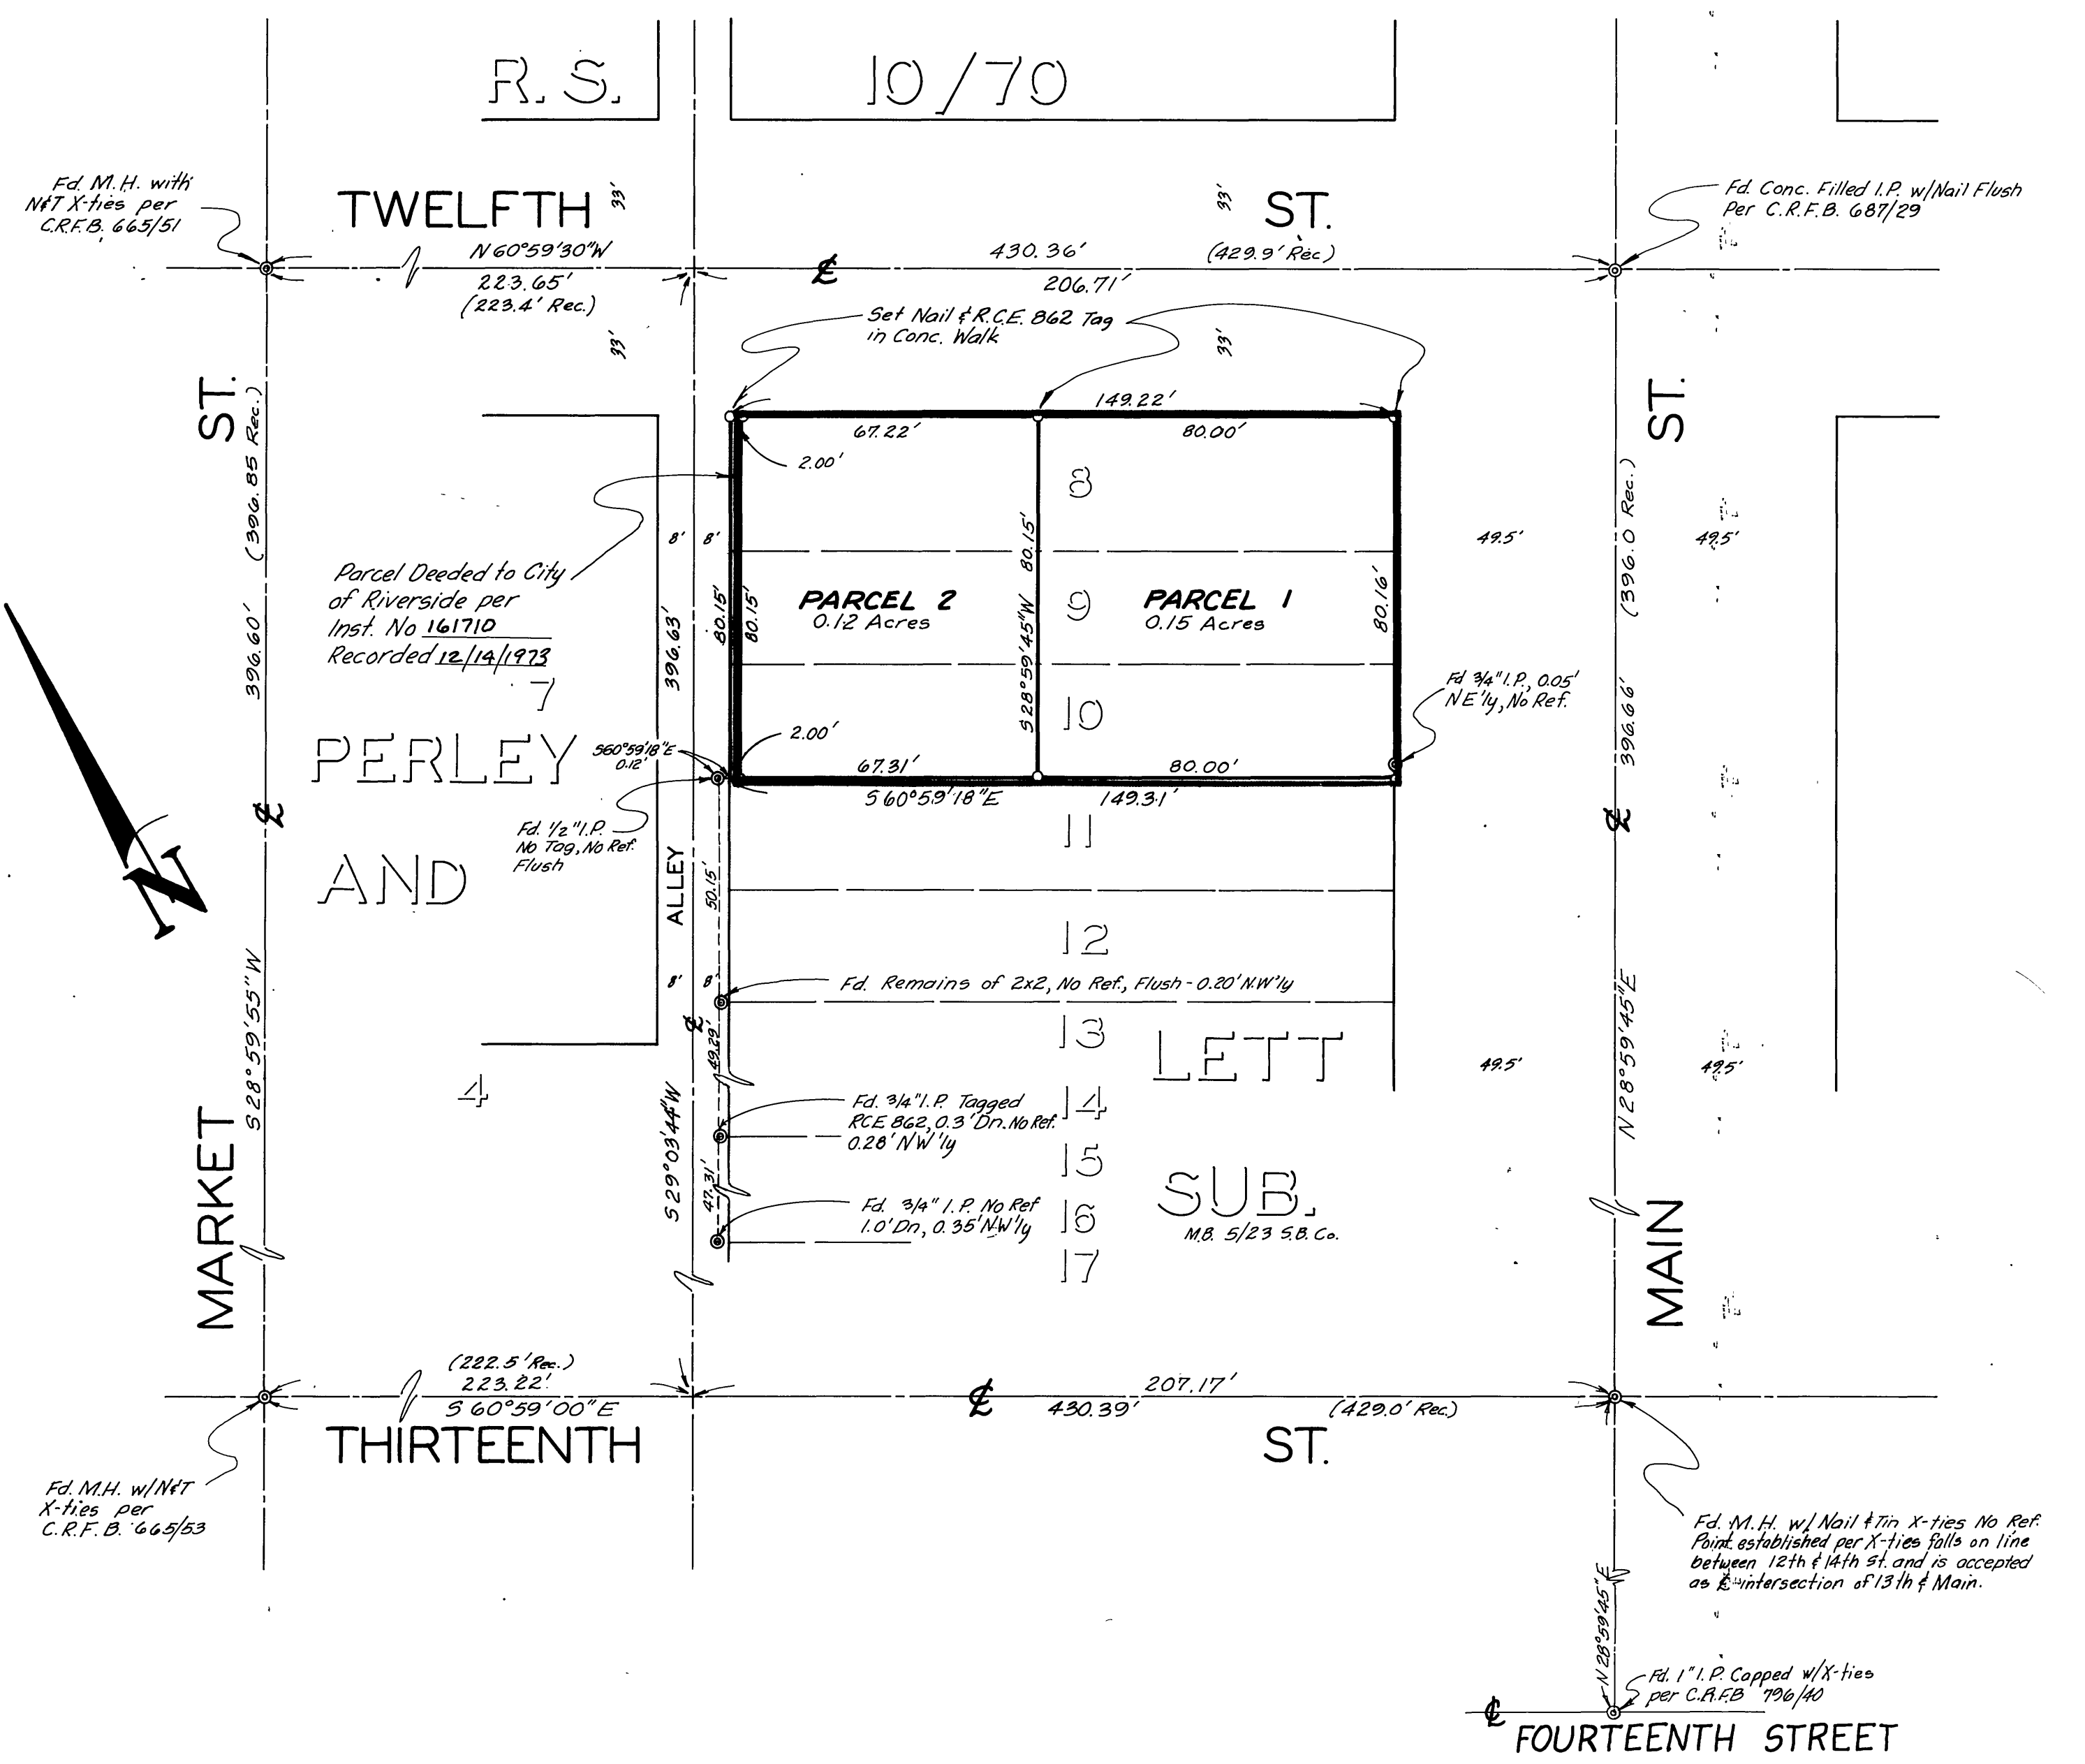 R.S. 10/70
Fd. M.H. with
N&T X-ties per
C.R.F.B. 665/51
TWELFTH ST.
33'
33'
N 60°59'30"W
223.65'
(223.4' Rec.)
430.36'
(429.9' Rec)
206.71'
℄
33'
33'
Fd. Conc. Filled I.P. w/Nail Flush
Per C.R.F.B. 687/29
Set Nail & R.C.E. 862 Tag
in Conc. Walk
149.22'
67.22'
80.00'
2.00'
8
8' 8'
Parcel Deeded to City
of Riverside per
Inst. No 161710
Recorded 12/14/1973
80.15'
80.15'
PARCEL 2
0.12 Acres
S 28°59'45"W 80.15'
9
PARCEL 1
0.15 Acres
80.16'
10
49.5'
49.5'
Fd 3/4" I.P., 0.05'
NE'ly, No Ref.
2.00'
67.31'
80.00'
S 60°59'18"E
149.31'
S60°59'18"E
0.12'
Fd. 1/2" I.P.
No Tag, No Ref.
Flush
7
PERLEY
AND
LETT
SUB.
M.B. 5/23 S.B. Co.
4
11
12
13
14
15
16
17
N
MARKET ST.
S 28°59'55"W
396.60' (396.85 Rec.)
℄
ALLEY
396.63'
S 29°03'44"W
℄
50.15'
8' 8'
49.29'
47.31'
Fd. Remains of 2x2, No Ref., Flush - 0.20' N.W'ly
Fd. 3/4" I.P. Tagged
RCE 862, 0.3' Dn. No Ref.
0.28' NW'ly
Fd. 3/4" I.P. No Ref
1.0' Dn, 0.35' N.W'ly
MAIN ST.
N 28°59'45"E
396.66' (396.0 Rec.)
℄
49.5'
49.5'
(222.5' Rec.)
223.22'
S 60°59'00"E
℄
207.17'
430.39'
(429.0' Rec.)
THIRTEENTH ST.
Fd. M.H. w/N&T
X-ties per
C.R.F.B. 665/53
Fd. M.H. w/ Nail & Tin X-ties No Ref.
Point established per X-ties falls on line
between 12th & 14th St. and is accepted
as ℄ intersection of 13th & Main.
N 28°59'45"E
Fd. 1" I.P. Capped w/X-ties
per C.R.F.B 796/40
℄
FOURTEENTH STREET